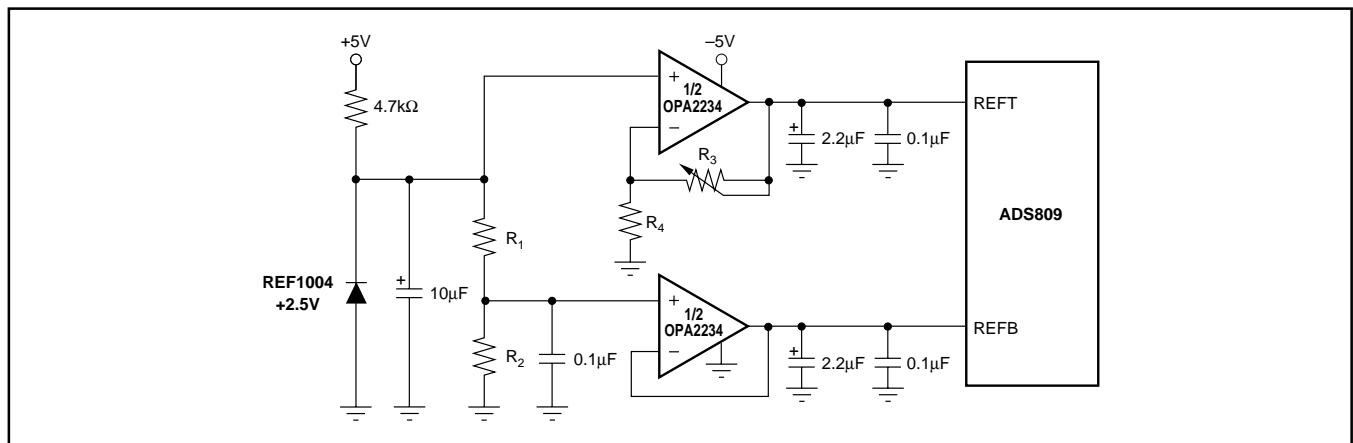 +5V
4.7kΩ
REF1004
+2.5V
+
10µF
R1
R2
0.1µF
–5V
+
1/2
OPA2234
–
R3
R4
+
2.2µF
0.1µF
REFT
+
1/2
OPA2234
–
+
2.2µF
0.1µF
REFB
ADS809